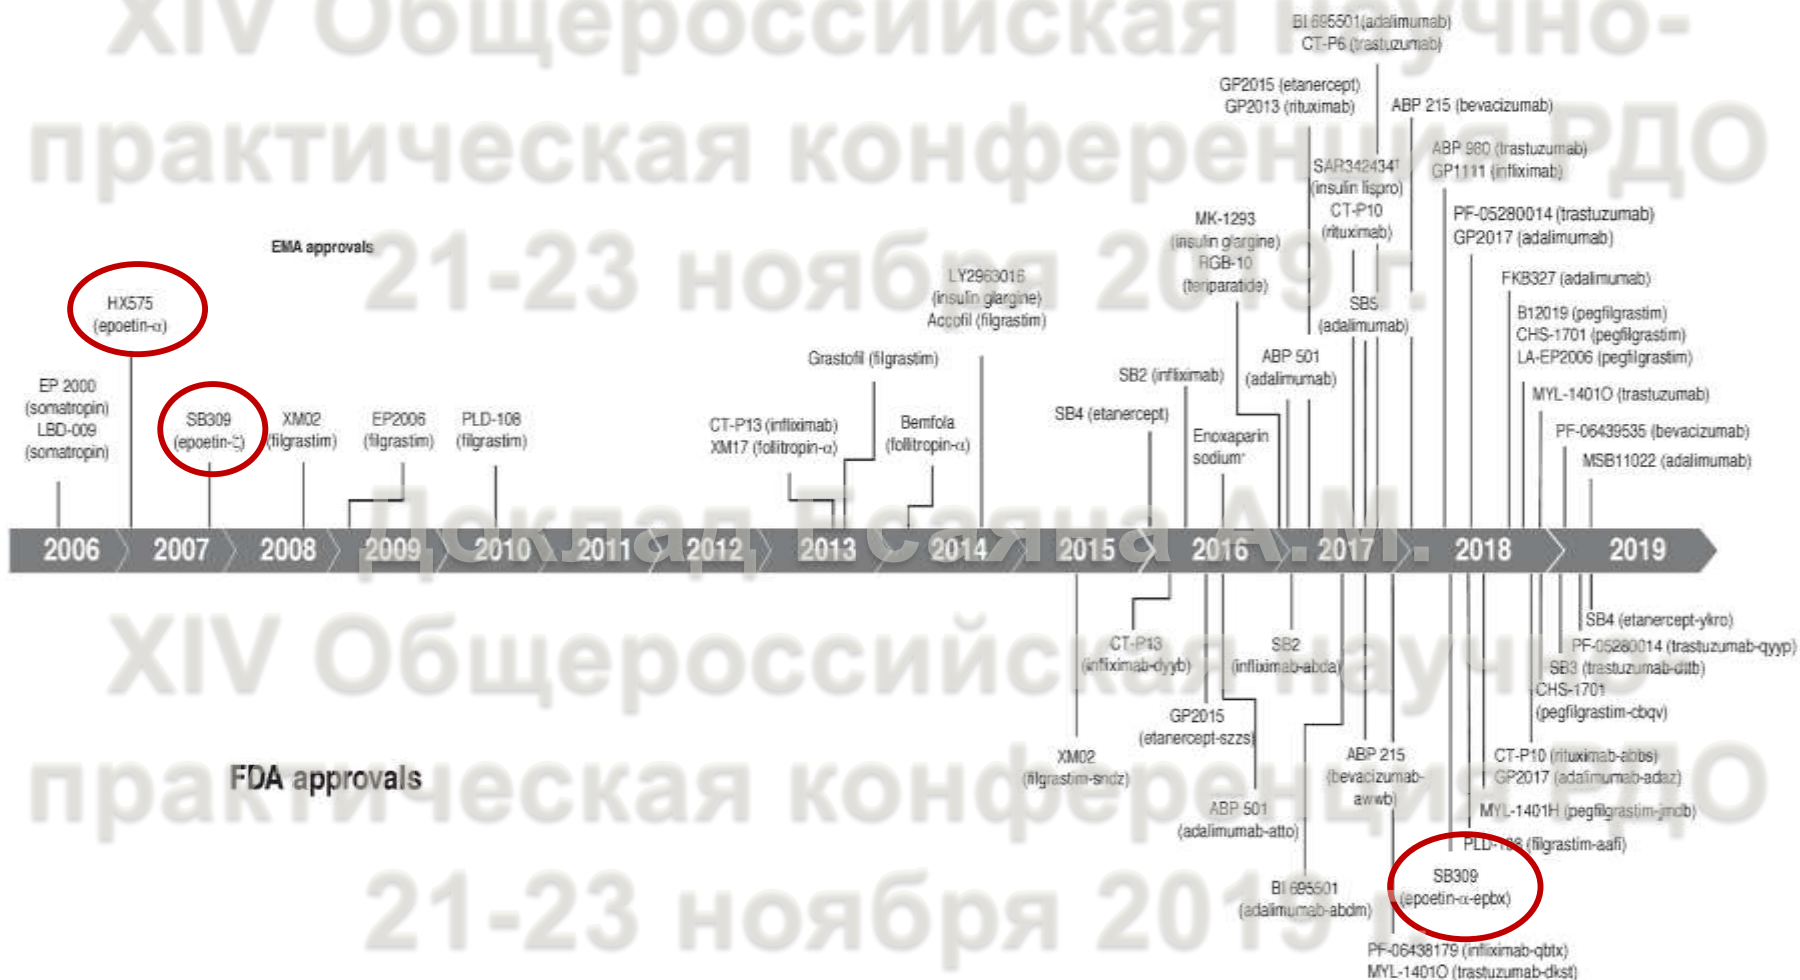 XIV Общероссийская научно-
практическая конференция РДО
21-23 ноября 2019 г.
Доклад Есаяна А.М.
XIV Общероссийская научно-
практическая конференция РДО
21-23 ноября 2019 г.
EMA approvals
EP 2000
(somatropin)
LBD-009
(somatropin)
HX575
(epoetin-α)
SB309
(epoetin-ζ)
XM02
(filgrastim)
EP2006
(filgrastim)
PLD-108
(filgrastim)
CT-P13 (infliximab)
XM17 (follitropin-α)
Grastofil (filgrastim)
Bemfola
(follitropin-α)
LY2963016
(insulin glargine)
Accofil (filgrastim)
SB4 (etanercept)
SB2 (infliximab)
Enoxaparin
sodium*
MK-1293
(insulin glargine)
RGB-10
(teriparatide)
ABP 501
(adalimumab)
GP2015 (etanercept)
GP2013 (rituximab)
SAR342434†
(insulin lispro)
CT-P10
(rituximab)
SB5
(adalimumab)
BI 695501(adalimumab)
CT-P6 (trastuzumab)
ABP 215 (bevacizumab)
ABP 980 (trastuzumab)
GP1111 (infliximab)
PF-05280014 (trastuzumab)
GP2017 (adalimumab)
FKB327 (adalimumab)
B12019 (pegfilgrastim)
CHS-1701 (pegfilgrastim)
LA-EP2006 (pegfilgrastim)
MYL-1401O (trastuzumab)
PF-06439535 (bevacizumab)
MSB11022 (adalimumab)
2006 2007 2008 2009 2010 2011 2012 2013 2014 2015 2016 2017 2018 2019
FDA approvals
XM02
(filgrastim-sndz)
CT-P13
(infliximab-dyyb)
GP2015
(etanercept-szzs)
ABP 501
(adalimumab-atto)
SB2
(infliximab-abda)
BI 695501
(adalimumab-abdm)
ABP 215
(bevacizumab-
awwb)
PF-06438179 (infliximab-qbtx)
MYL-1401O (trastuzumab-dkst)
SB309
(epoetin-α-epbx)
PLD-108 (filgrastim-aafi)
MYL-1401H (pegfilgrastim-jmdb)
CT-P10 (rituximab-abbs)
GP2017 (adalimumab-adaz)
CHS-1701
(pegfilgrastim-cbqv)
SB3 (trastuzumab-dttb)
PF-05280014 (trastuzumab-qyyp)
SB4 (etanercept-ykro)